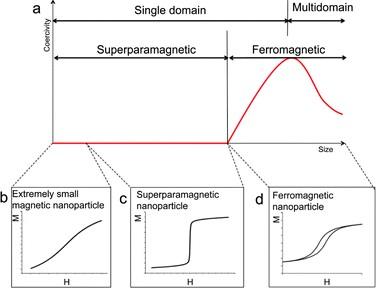 a
Single domain
Multidomain
Coercivity
Superparamagnetic
Ferromagnetic
Size
b
Extremely small
magnetic nanoparticle
M
H
c
Superparamagnetic
nanoparticle
M
H
d
Ferromagnetic
nanoparticle
M
H